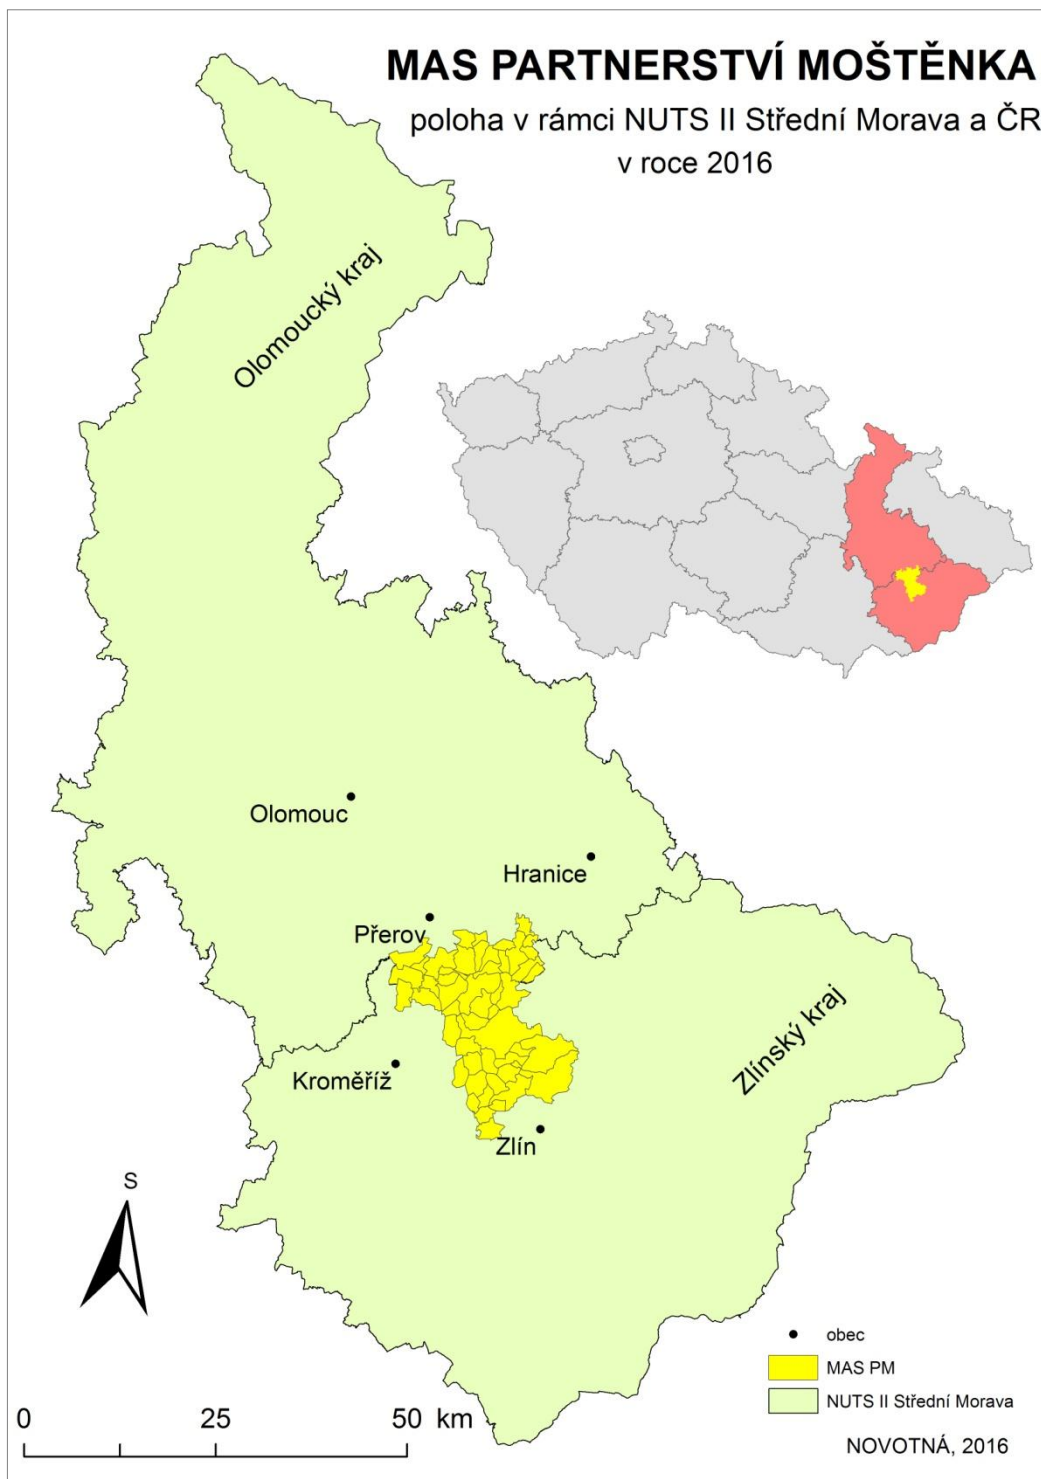 MAS PARTNERSTVÍ MOŠTĚNKA
poloha v rámci NUTS II Střední Morava a ČR
v roce 2016
Olomoucký kraj
Olomouc
Hranice
Přerov
Zlínský kraj
Kroměříž
Zlín
S
obec
MAS PM
NUTS II Střední Morava
0 25 50 km
NOVOTNÁ, 2016